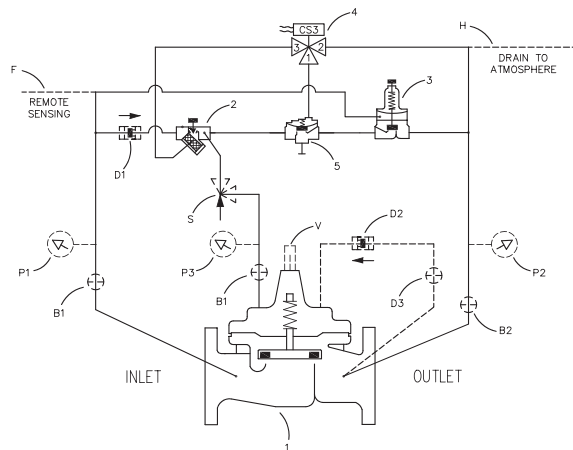 4
CS3
3
2
1
H
DRAIN TO
ATMOSPHERE
F
REMOTE
SENSING
2
3
D1
5
S
V
D2
P1
P3
B1
B1
D3
P2
B2
INLET
OUTLET
1